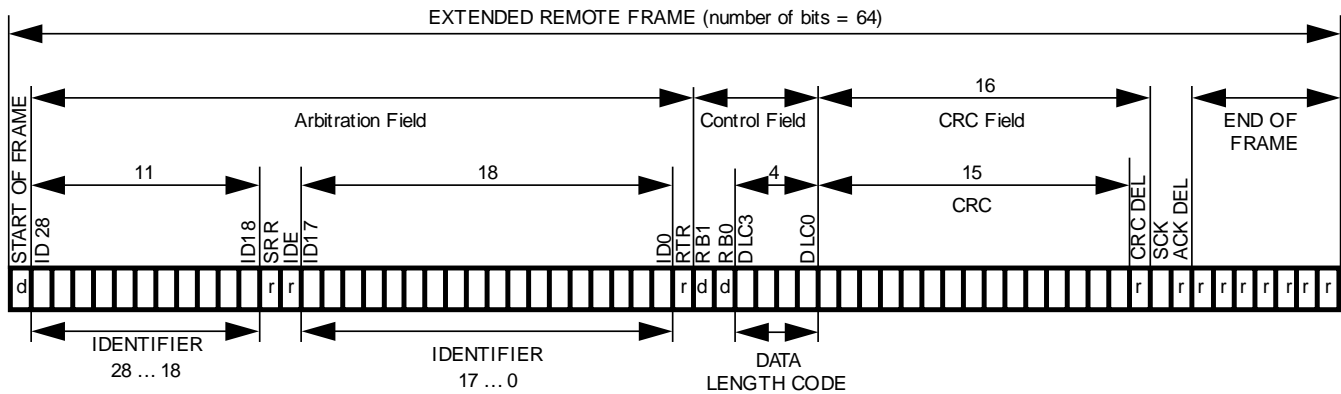 EXTENDED REMOTE FRAME (number of bits = 64)
16
Arbitration Field
Control Field
CRC Field
END OF
FRAME
11
18
4
15
CRC
START OF FRAME
ID28
ID18
SRR
IDE
ID17
ID0
RTR
RB1
RB0
DLC3
DLC0
CRC DEL
SCK
ACK DEL
d r r r d d r r r r r r r r r
IDENTIFIER
28 … 18
IDENTIFIER
17 … 0
DATA
LENGTH CODE